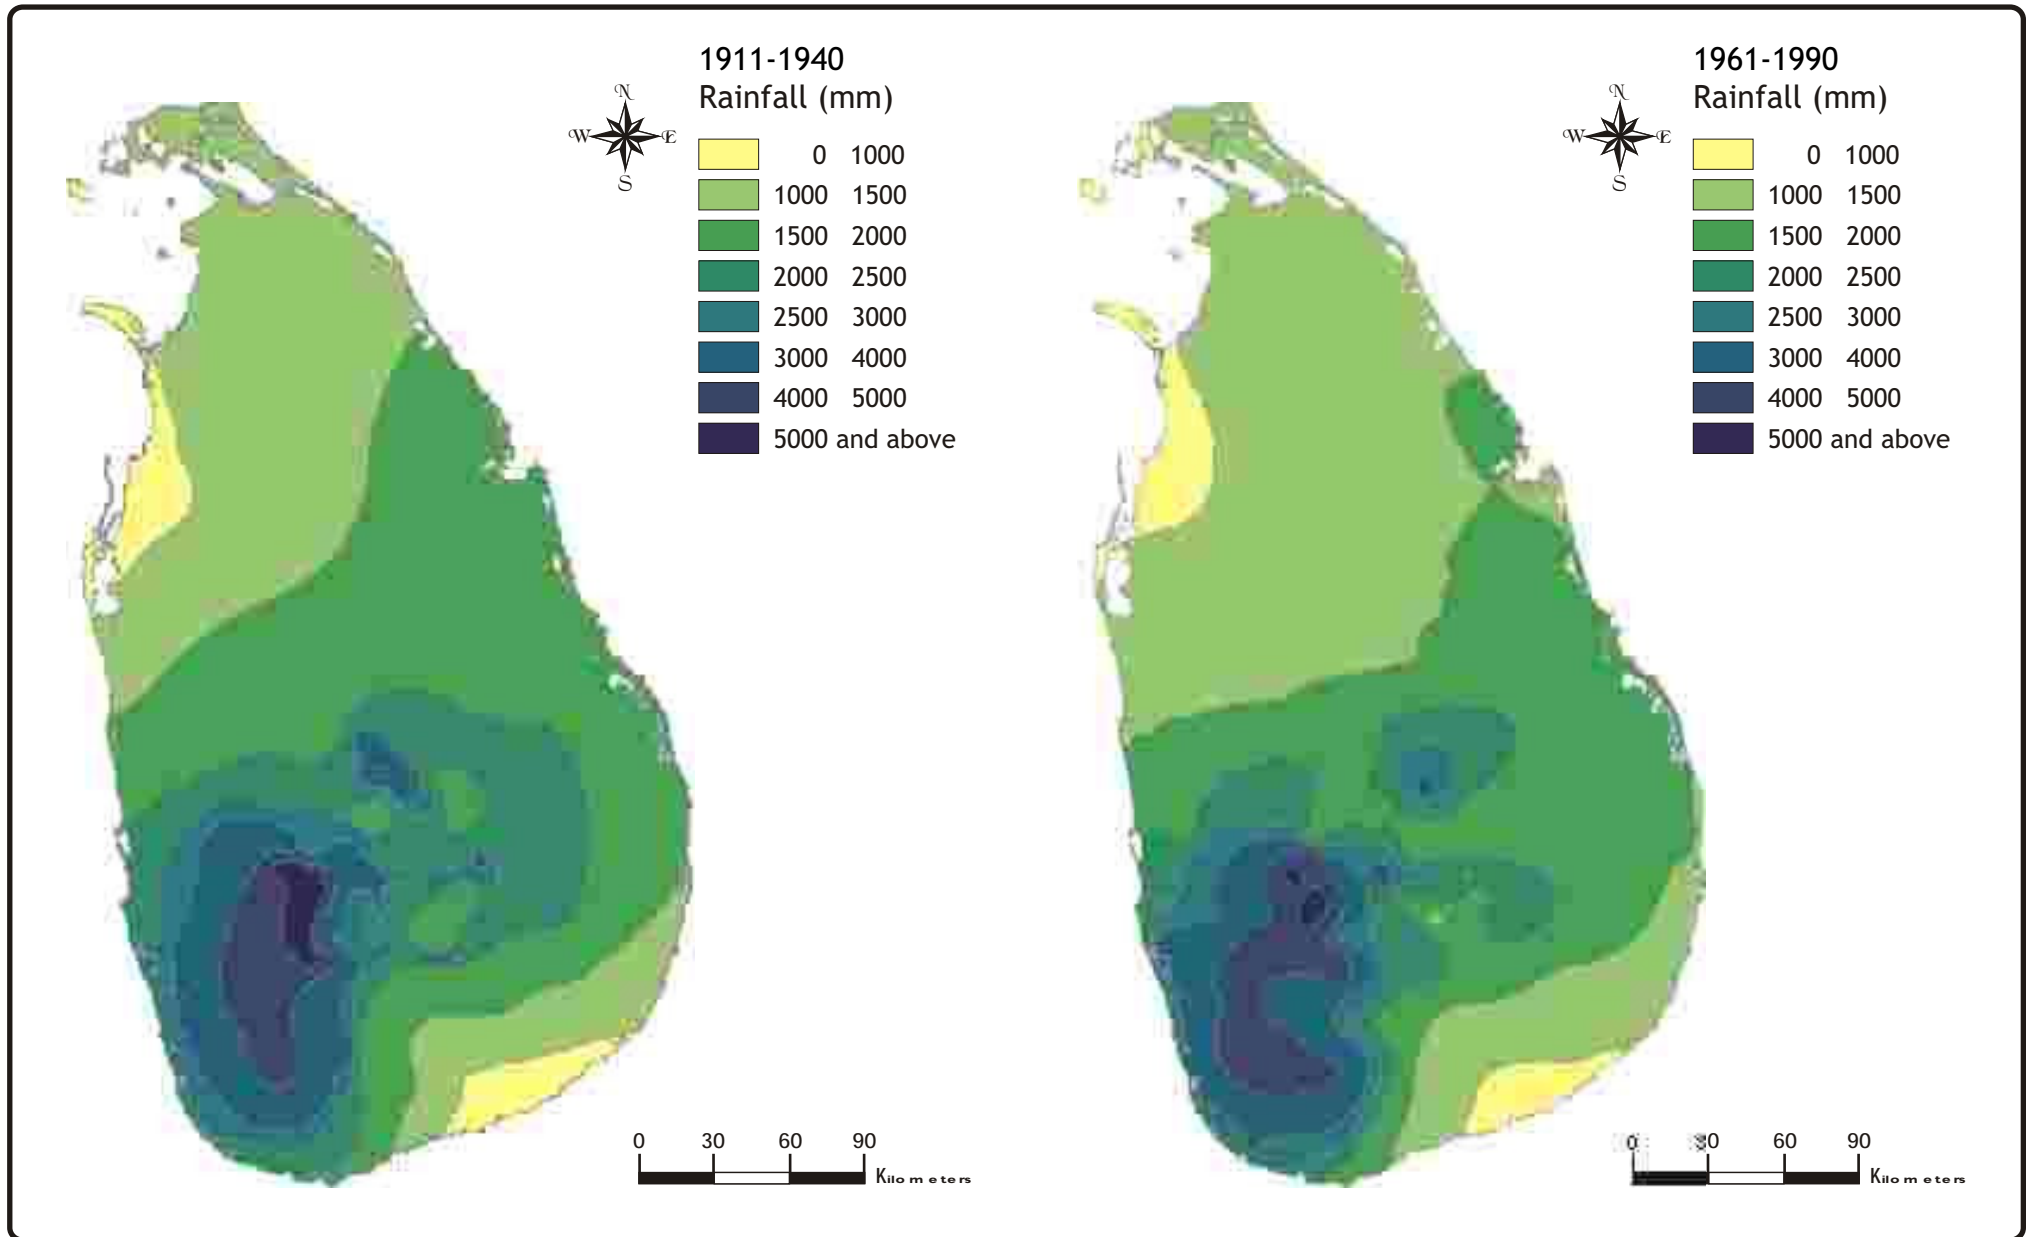 1911-1940
Rainfall (mm)
N
W E
S
0 1000
1000 1500
1500 2000
2000 2500
2500 3000
3000 4000
4000 5000
5000 and above
0 30 60 90
Kilometers
1961-1990
Rainfall (mm)
N
W E
S
0 1000
1000 1500
1500 2000
2000 2500
2500 3000
3000 4000
4000 5000
5000 and above
0 30 60 90
Kilometers